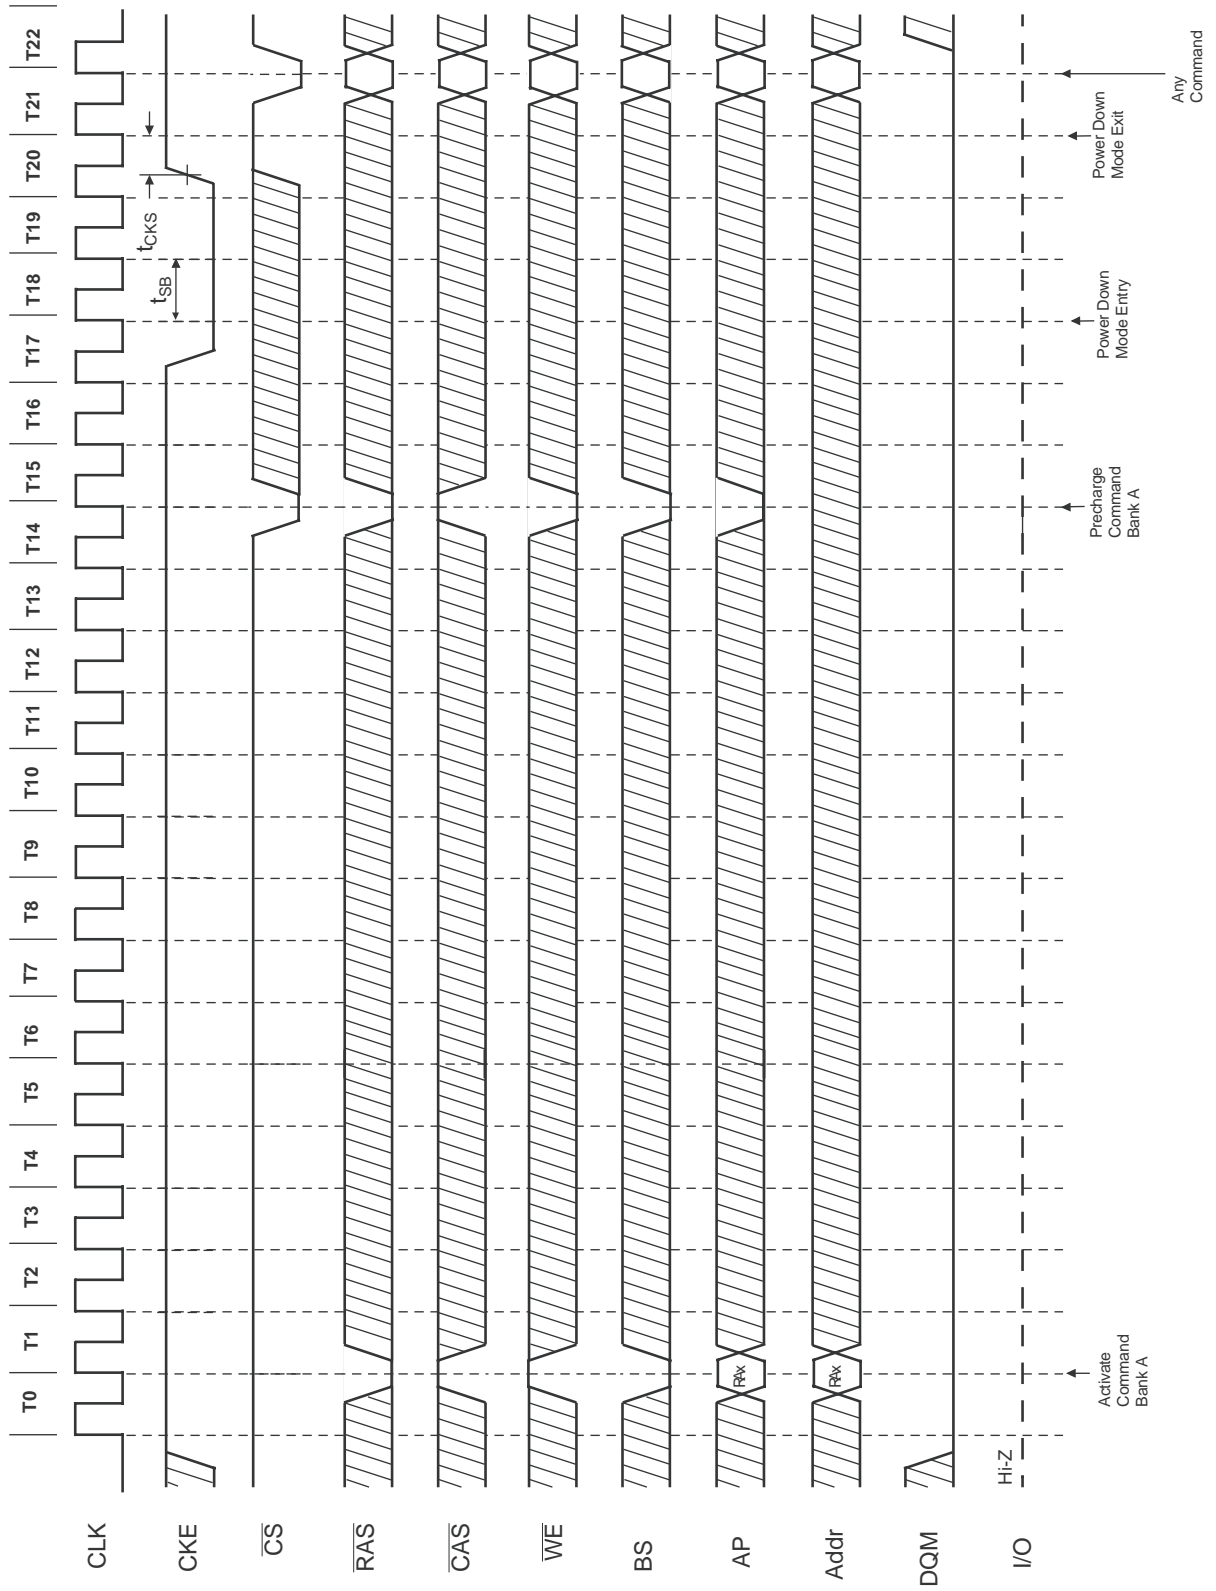 T0 T1 T2 T3 T4 T5 T6 T7 T8 T9 T10 T11 T12 T13 T14 T15 T16 T17 T18 T19 T20 T21 T22
CLK
CKE
tSB
tCKS
CS
RAS
CAS
WE
BS
AP
RAx
Addr
RAx
DQM
I/O
Hi-Z
Activate
Command
Bank A
Precharge
Command
Bank A
Power Down
Mode Entry
Power Down
Mode Exit
Any
Command